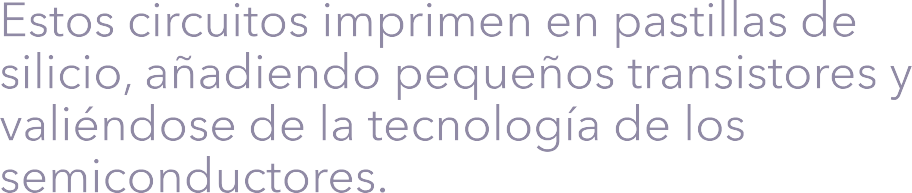 Estos circuitos imprimen en pastillas de
silicio, añadiendo pequeños transistores y
valiéndose de la tecnología de los
semiconductores.